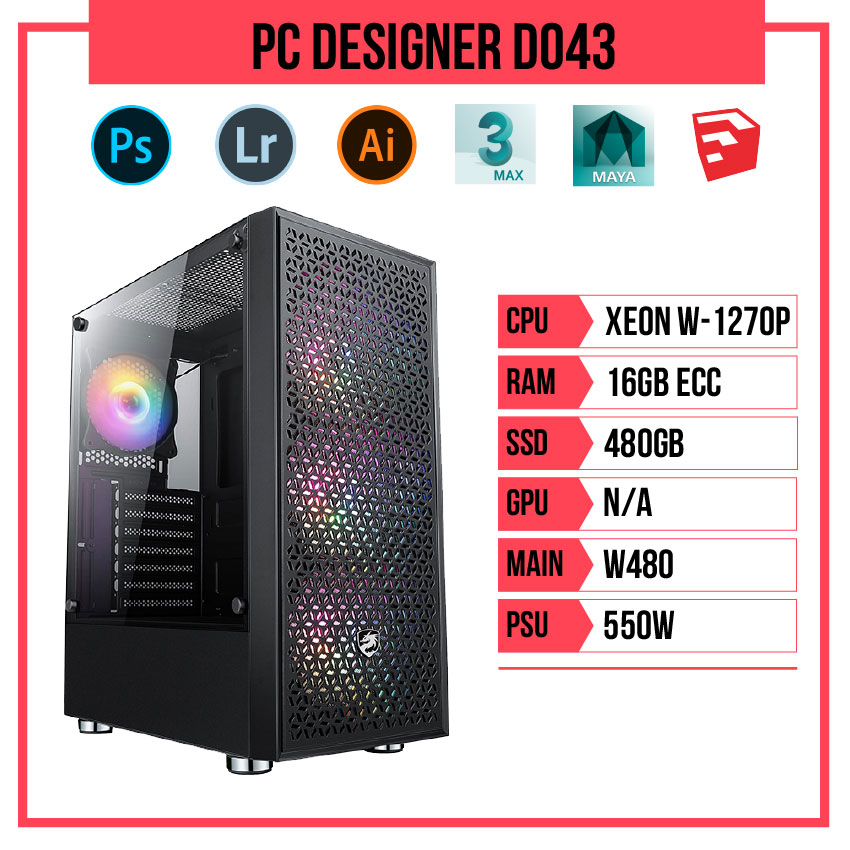 PC DESIGNER D043
Ps
Lr
Ai
3
MAX
MAYA
CPU XEON W-1270P
RAM 16GB ECC
SSD 480GB
GPU N/A
MAIN W480
PSU 550W